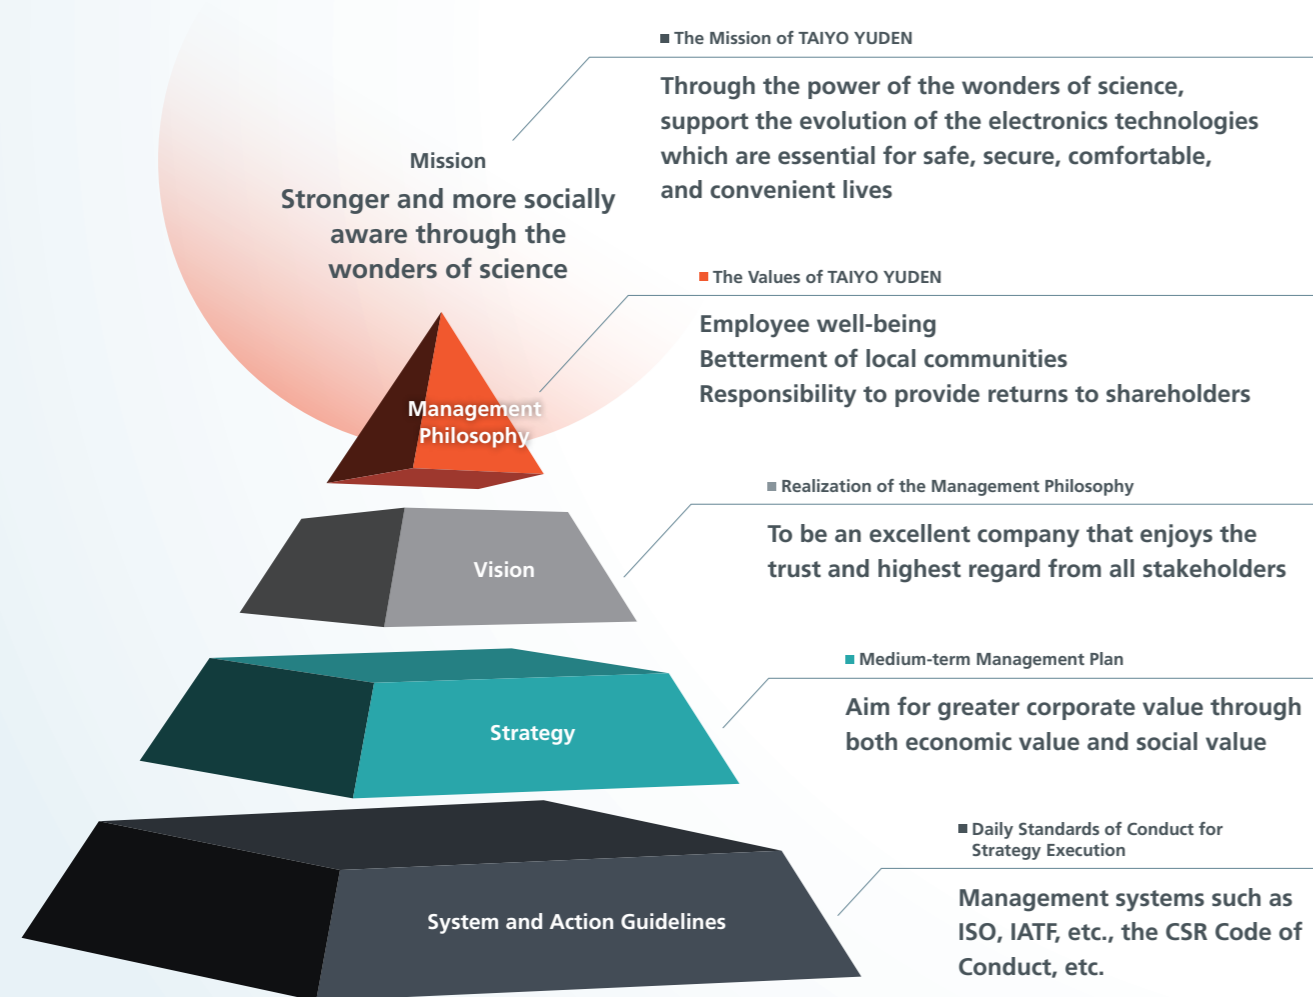 The Mission of TAIYO YUDEN
Through the power of the wonders of science,
support the evolution of the electronics technologies
which are essential for safe, secure, comfortable,
and convenient lives
Mission
Stronger and more socially
aware through the
wonders of science
The Values of TAIYO YUDEN
Employee well-being
Betterment of local communities
Responsibility to provide returns to shareholders
Management
Philosophy
Realization of the Management Philosophy
To be an excellent company that enjoys the
trust and highest regard from all stakeholders
Vision
Medium-term Management Plan
Aim for greater corporate value through
both economic value and social value
Strategy
Daily Standards of Conduct for
Strategy Execution
Management systems such as
ISO, IATF, etc., the CSR Code of
Conduct, etc.
System and Action Guidelines